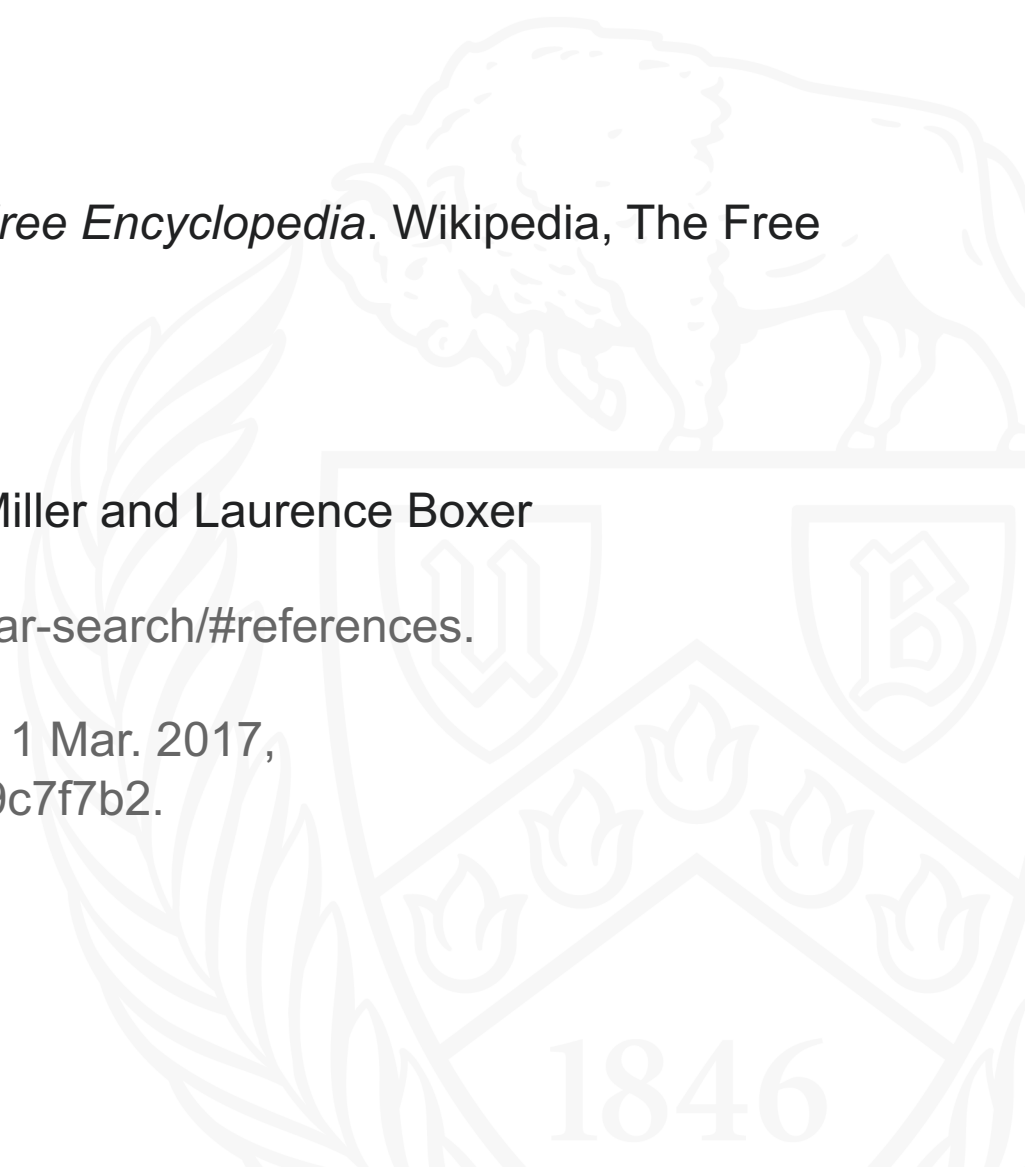 ree Encyclopedia. Wikipedia, The Free
Miller and Laurence Boxer
ar-search/#references.
1 Mar. 2017,
9c7f7b2.
U B
1846